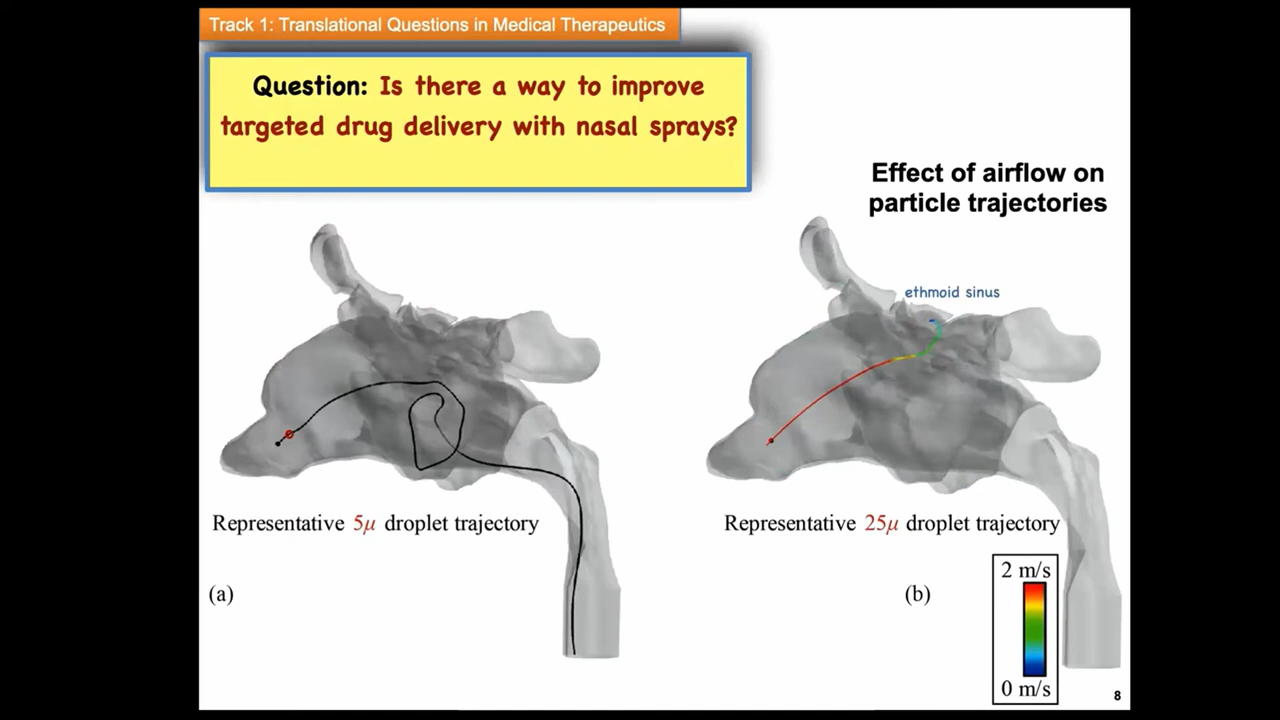 Track 1: Translational Questions in Medical Therapeutics
Question: Is there a way to improve
targeted drug delivery with nasal sprays?
Effect of airflow on
particle trajectories
ethmoid sinus
Representative 5μ droplet trajectory
Representative 25μ droplet trajectory
(a)
(b)
2 m/s
0 m/s
8